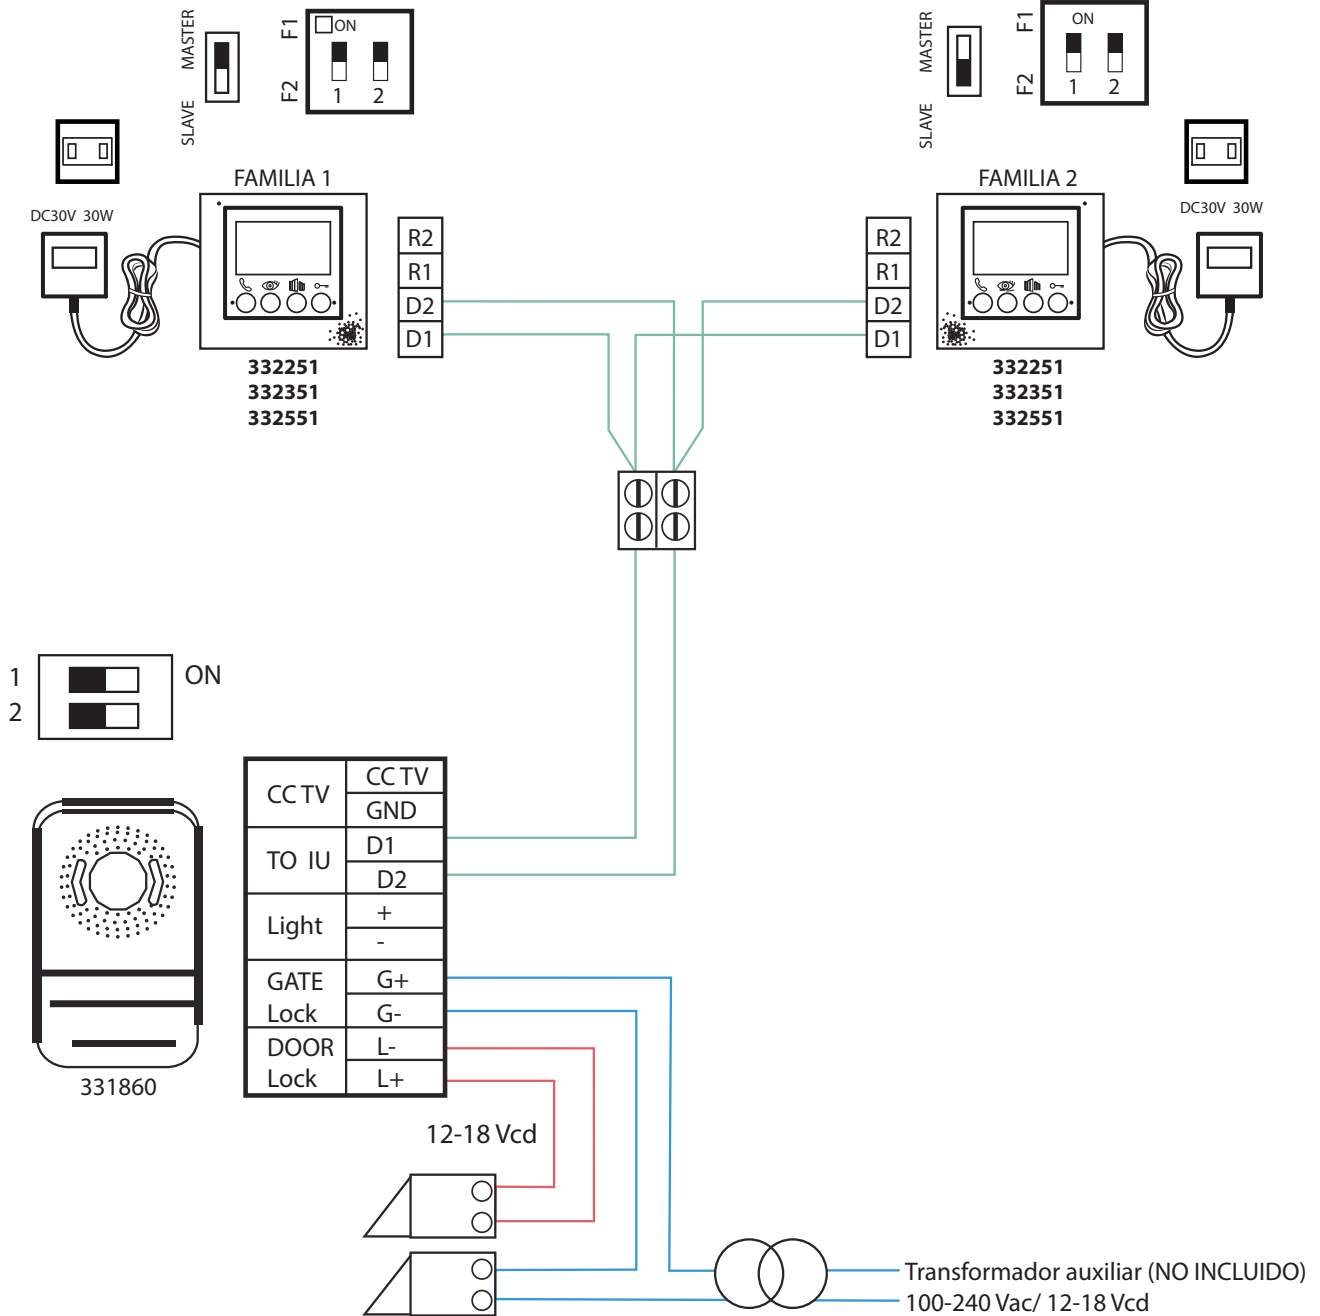 MASTER
SLAVE
F1
F2
ON
1 2
MASTER
SLAVE
F1
F2
ON
1 2
FAMILIA 1
DC30V 30W
R2
R1
D2
D1
332251
332351
332551
FAMILIA 2
DC30V 30W
R2
R1
D2
D1
332251
332351
332551
1
2
ON
331860
CC TV
CC TV
GND
TO IU
D1
D2
Light
+
-
GATE
Lock
G+
G-
DOOR
Lock
L-
L+
12-18 Vcd
Transformador auxiliar (NO INCLUIDO)
100-240 Vac/ 12-18 Vcd